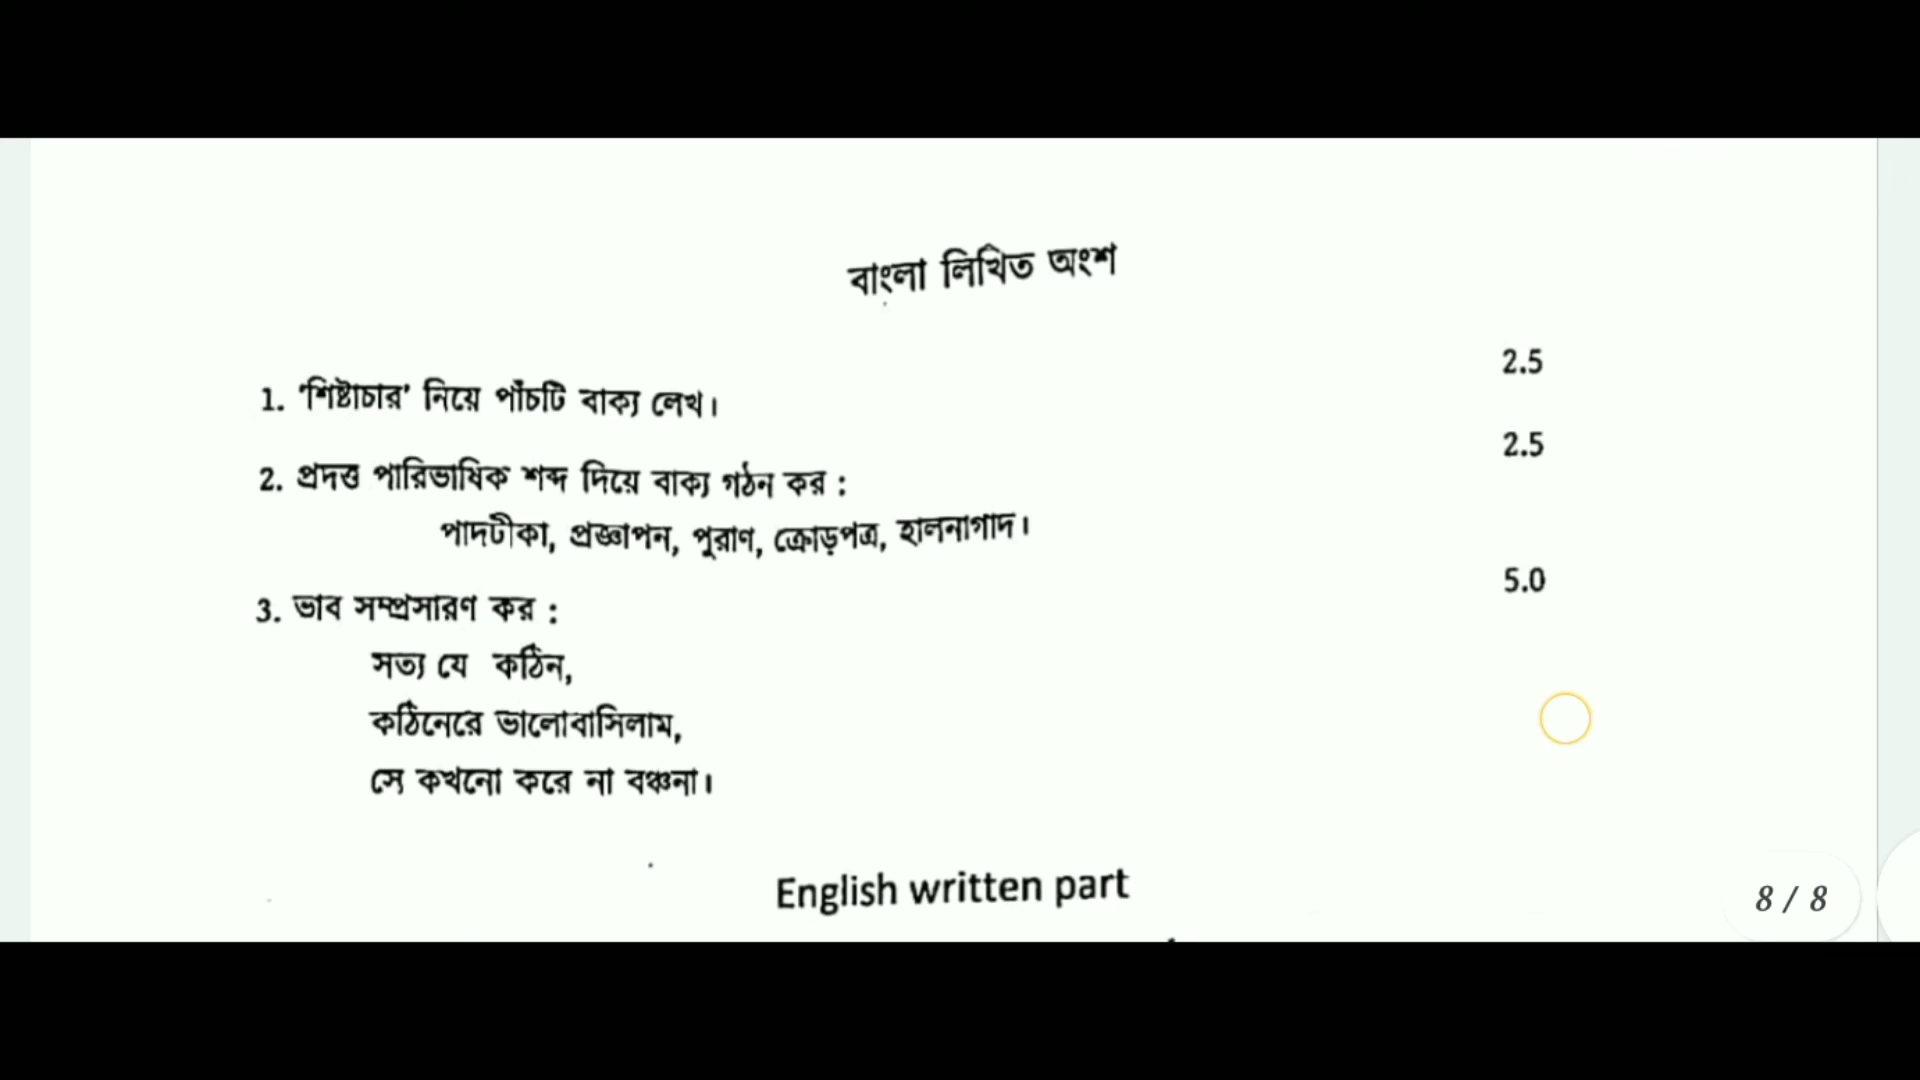 বাংলা লিখিত অংশ
1. ‘শিষ্টাচার’ নিয়ে পাঁচটি বাক্য লেখ। 2.5
2. প্রদত্ত পারিভাষিক শব্দ দিয়ে বাক্য গঠন কর : 2.5
পাদটীকা, প্রজ্ঞাপন, পুরাণ, ক্রোড়পত্র, হালনাগাদ।
3. ভাব সম্প্রসারণ কর : 5.0
সত্য যে কঠিন,
কঠিনেরে ভালোবাসিলাম,
সে কখনো করে না বঞ্চনা।
English written part
8 / 8